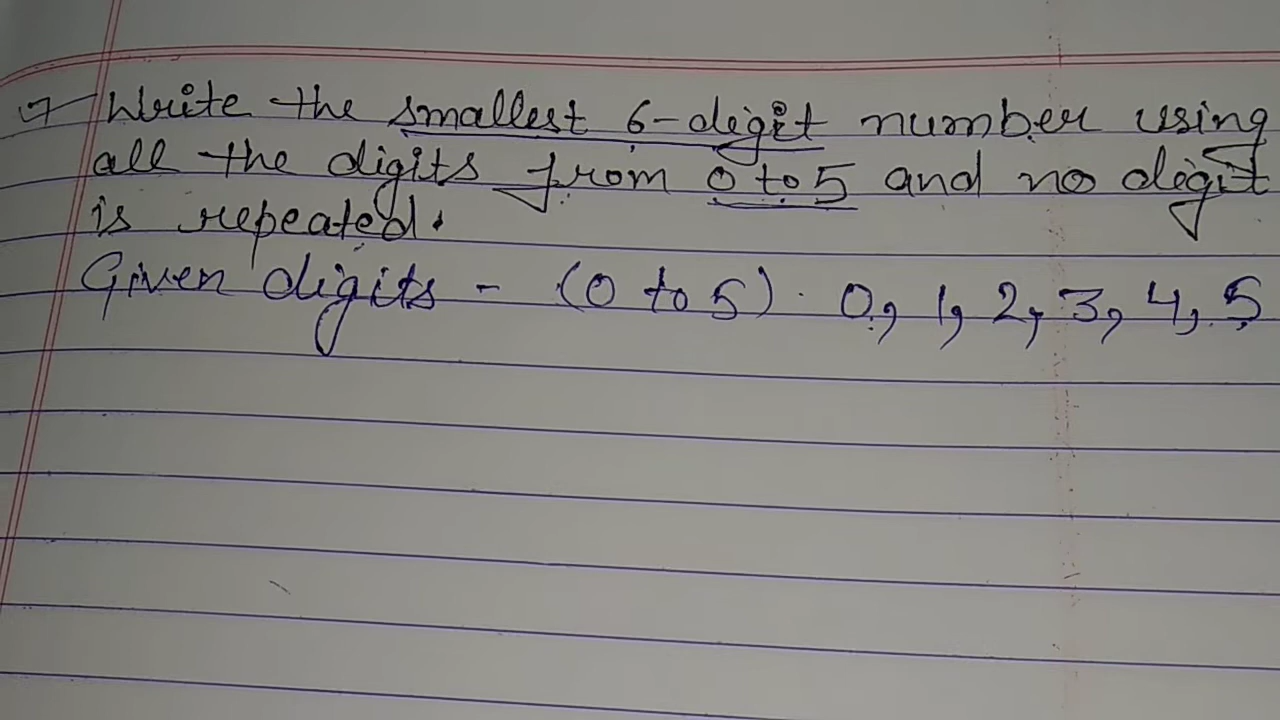 → Write the smallest 6-digit number using
all the digits from 0 to 5 and no digit
is repeated.
Given digits - (0 to 5). 0, 1, 2, 3, 4, 5